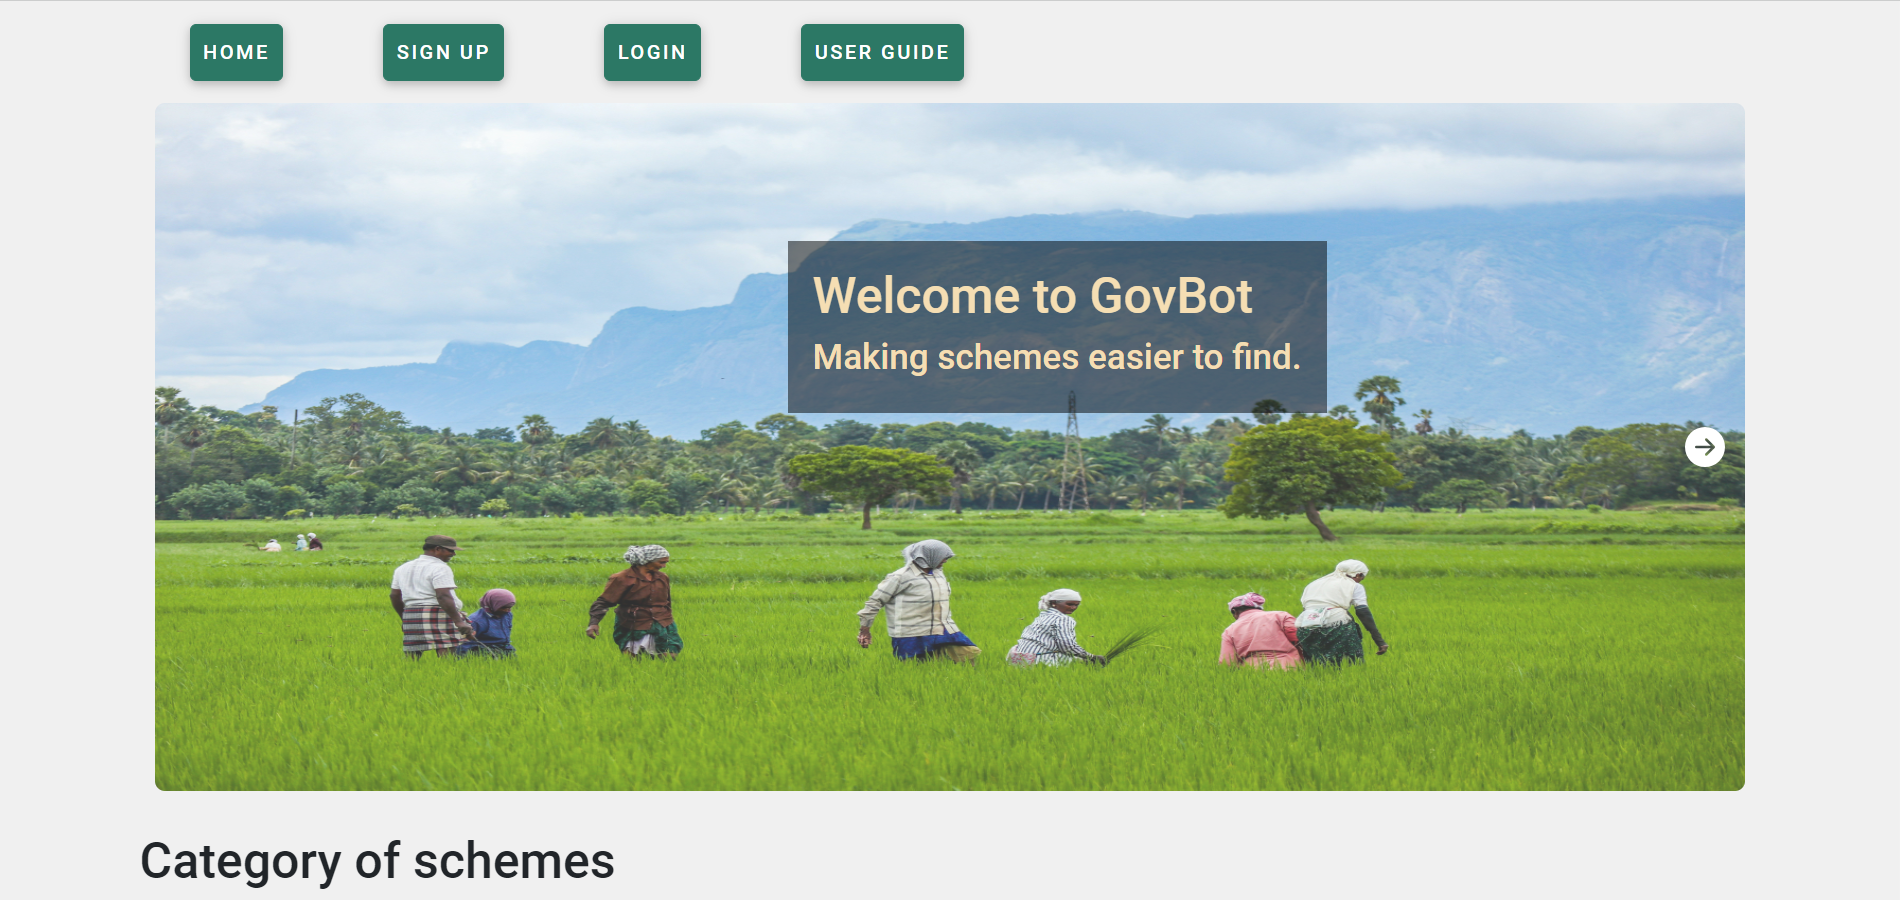 HOME
SIGN UP
LOGIN
USER GUIDE
Welcome to GovBot
Making schemes easier to find.
Category of schemes